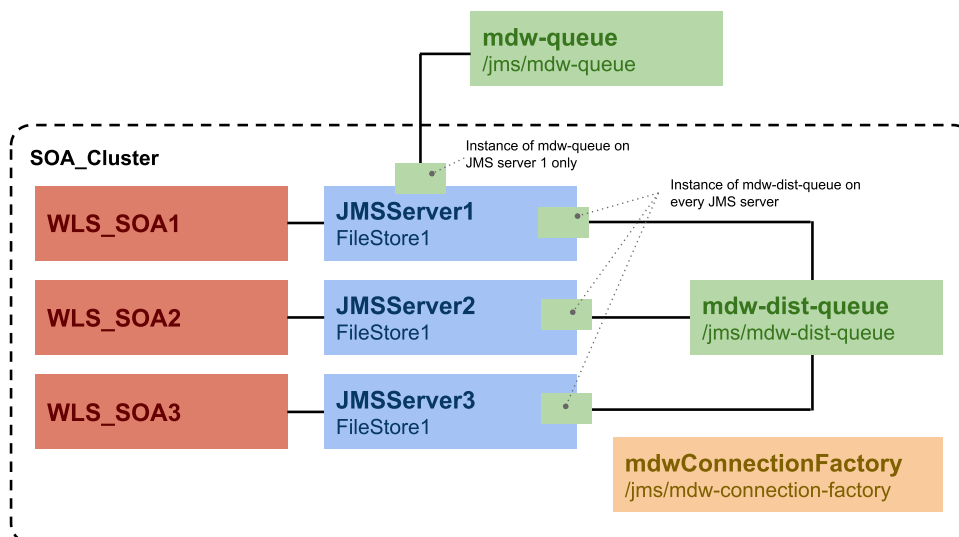 mdw-queue
/jms/mdw-queue
Instance of mdw-queue on
JMS server 1 only
SOA_Cluster
Instance of mdw-dist-queue on
every JMS server
WLS_SOA1
JMSServer1
FileStore1
WLS_SOA2
JMSServer2
FileStore1
mdw-dist-queue
/jms/mdw-dist-queue
WLS_SOA3
JMSServer3
FileStore1
mdwConnectionFactory
/jms/mdw-connection-factory